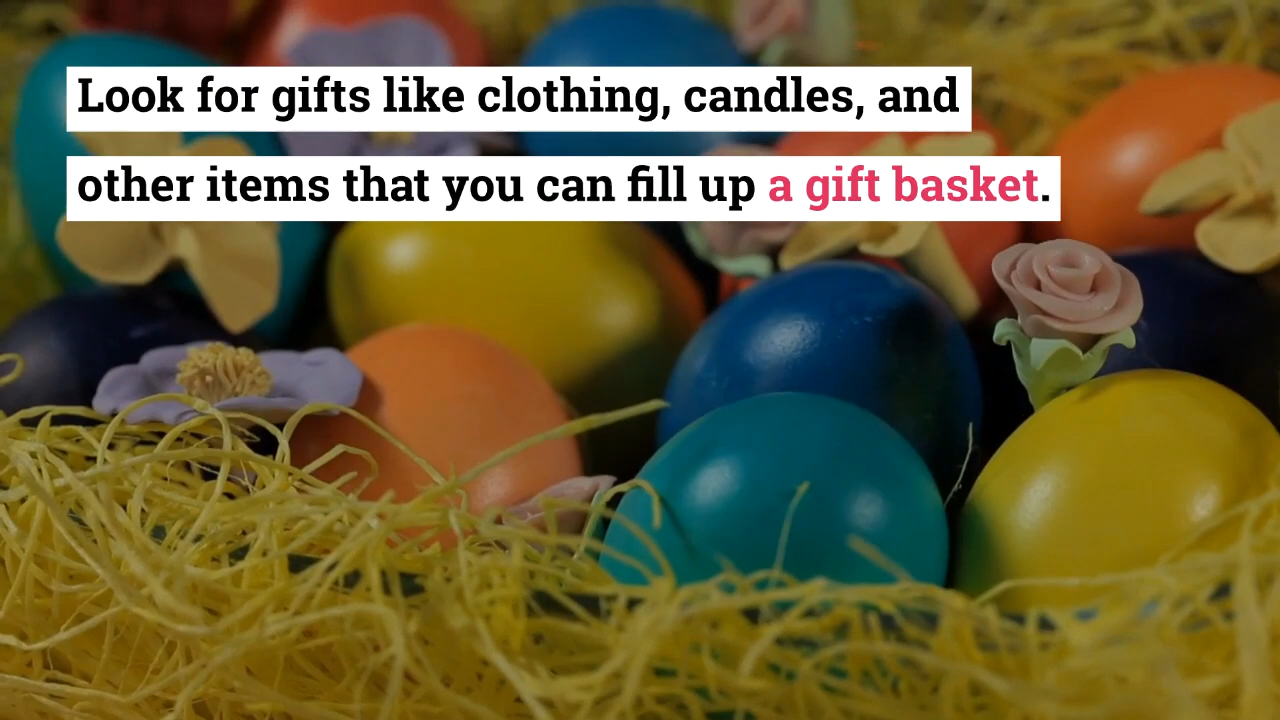 Look for gifts like clothing, candles, and
other items that you can fill up a gift basket.